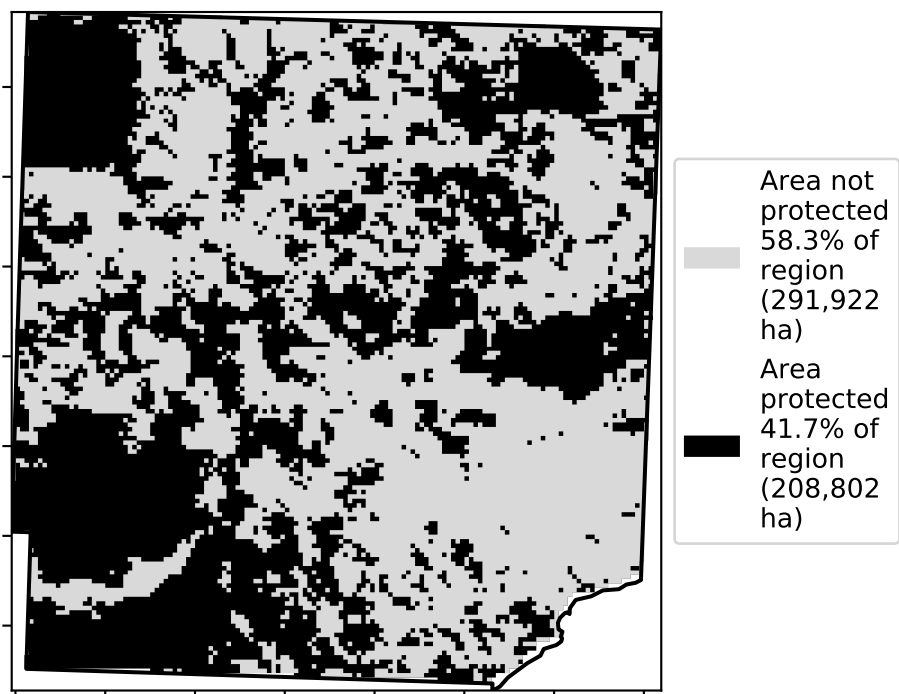 Area not
protected
58.3% of
region
(291,922
ha)
Area
protected
41.7% of
region
(208,802
ha)